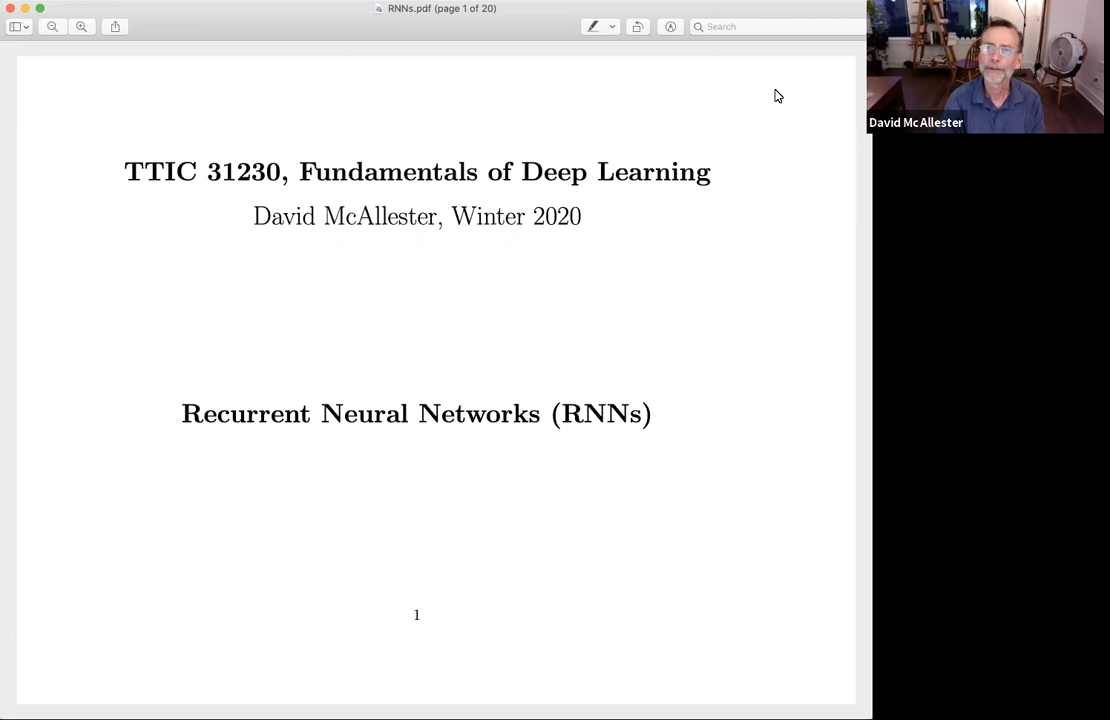 RNNs.pdf (page 1 of 20)
Search
David McAllester
TTIC 31230, Fundamentals of Deep Learning
David McAllester, Winter 2020
Recurrent Neural Networks (RNNs)
1